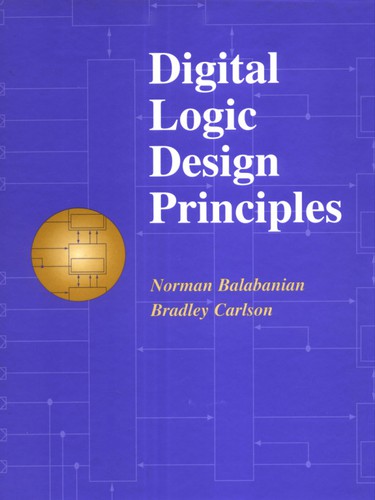 Digital
Logic
Design
Principles
Norman Balabanian
Bradley Carlson